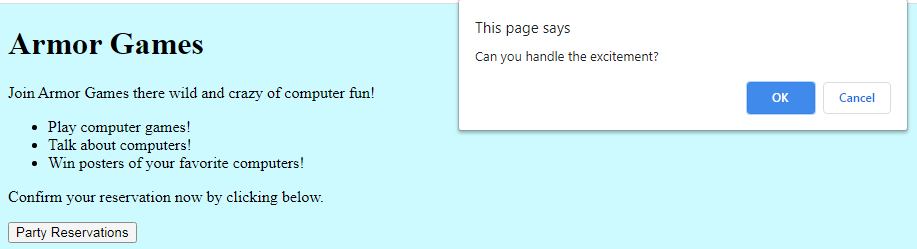 Armor Games
Join Armor Games there wild and crazy of computer fun!
Play computer games!
Talk about computers!
Win posters of your favorite computers!
Confirm your reservation now by clicking below.
Party Reservations
This page says
Can you handle the excitement?
OK
Cancel